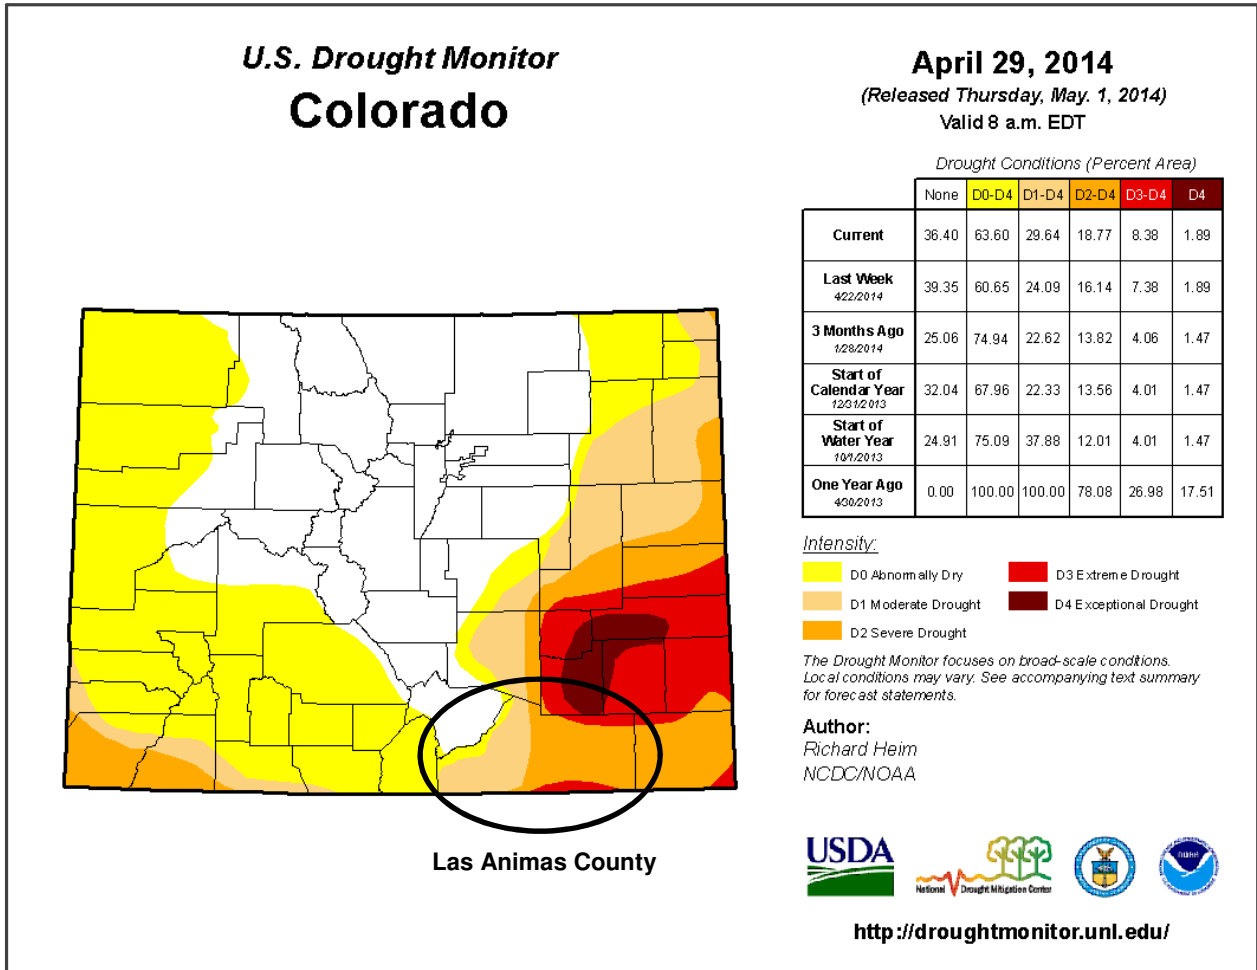 U.S. Drought Monitor
Colorado
April 29, 2014
(Released Thursday, May. 1, 2014)
Valid 8 a.m. EDT
Drought Conditions (Percent Area)
None D0-D4 D1-D4 D2-D4 D3-D4 D4
Current 36.40 63.60 29.64 18.77 8.38 1.89
Last Week 39.35 60.65 24.09 16.14 7.38 1.89
4/22/2014
3 Months Ago 25.06 74.94 22.62 13.82 4.06 1.47
1/28/2014
Start of
Calendar Year 32.04 67.96 22.33 13.56 4.01 1.47
12/31/2013
Start of
Water Year 24.91 75.09 37.88 12.01 4.01 1.47
10/1/2013
One Year Ago 0.00 100.00 100.00 78.08 26.98 17.51
4/30/2013
Intensity:
D0 Abnormally Dry D3 Extreme Drought
D1 Moderate Drought D4 Exceptional Drought
D2 Severe Drought
The Drought Monitor focuses on broad-scale conditions.
Local conditions may vary. See accompanying text summary
for forecast statements.
Author:
Richard Heim
NCDC/NOAA
Las Animas County
USDA
National Drought Mitigation Center
NOAA
http://droughtmonitor.unl.edu/